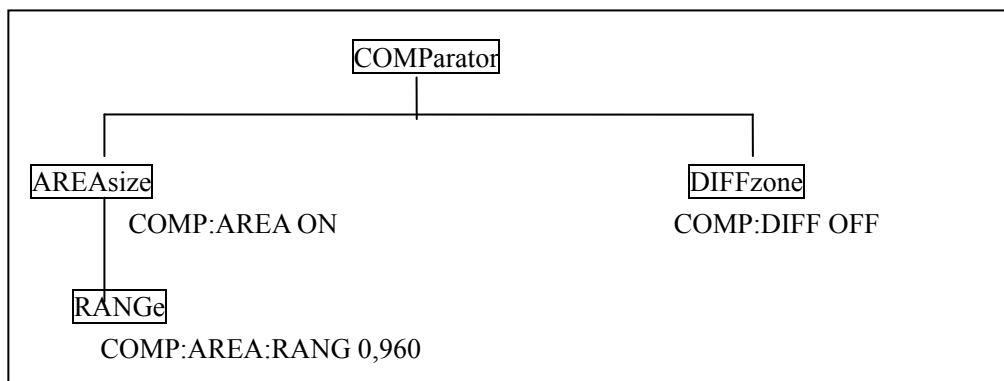 COMParator
AREAsize
DIFFzone
COMP:AREA ON
COMP:DIFF OFF
RANGe
COMP:AREA:RANG 0,960